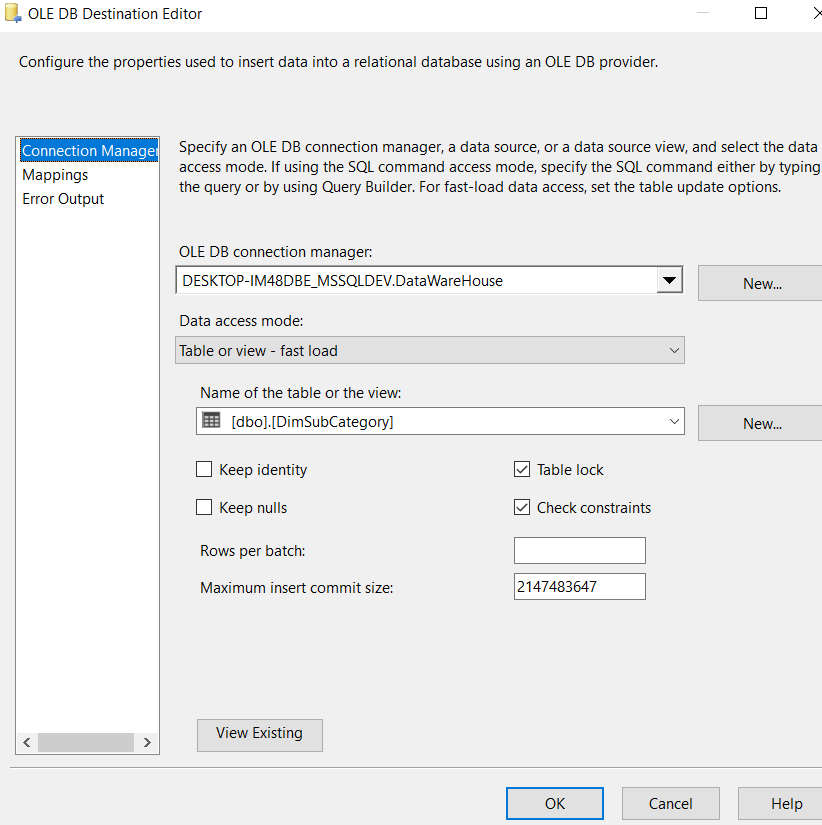 OLE DB Destination Editor
Configure the properties used to insert data into a relational database using an OLE DB provider.
Connection Manager
Mappings
Error Output
Specify an OLE DB connection manager, a data source, or a data source view, and select the data
access mode. If using the SQL command access mode, specify the SQL command either by typing
the query or by using Query Builder. For fast-load data access, set the table update options.
OLE DB connection manager:
DESKTOP-IM48DBE_MSSQLDEV.DataWareHouse
New...
Data access mode:
Table or view - fast load
Name of the table or the view:
[dbo].[DimSubCategory]
New...
Keep identity
Table lock
Keep nulls
Check constraints
Rows per batch:
Maximum insert commit size:
2147483647
View Existing
OK
Cancel
Help